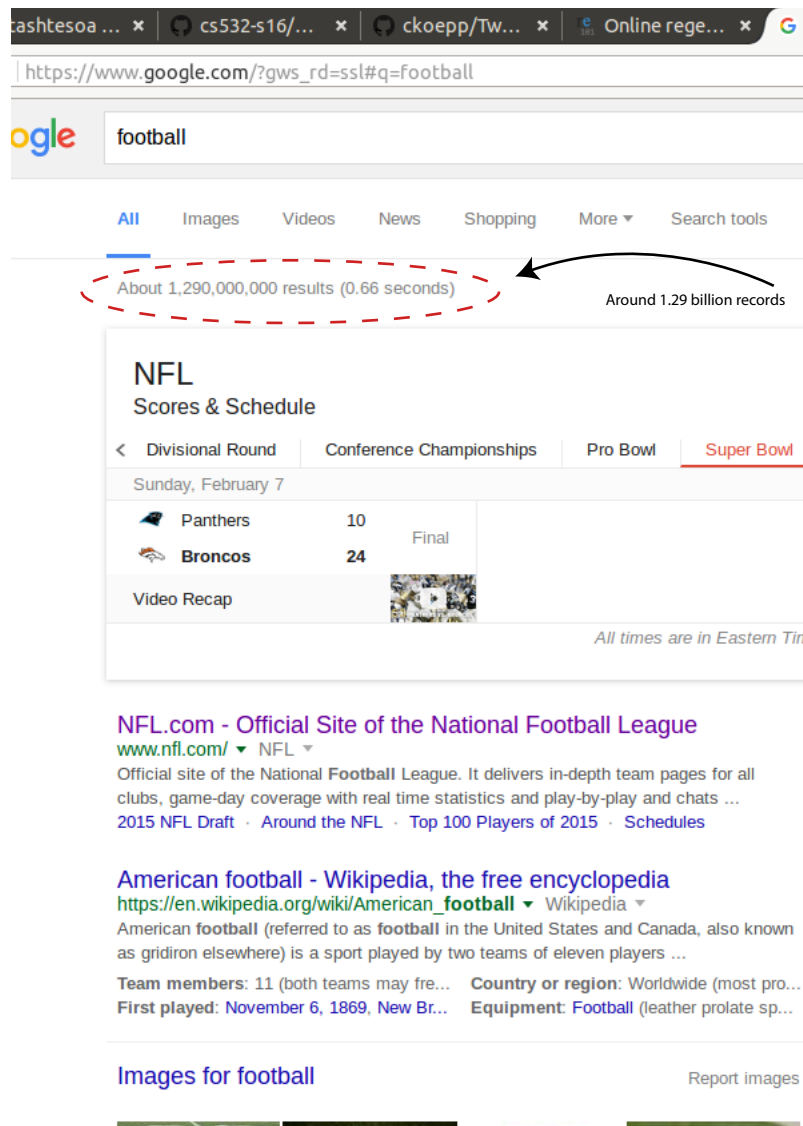 tashtesoa ... × cs532-s16/... × ckoepp/Tw... × Online rege... × G
https://www.google.com/?gws_rd=ssl#q=football
ogle football
All Images Videos News Shopping More ▾ Search tools
About 1,290,000,000 results (0.66 seconds)
Around 1.29 billion records
NFL
Scores & Schedule
< Divisional Round Conference Championships Pro Bowl Super Bowl
Sunday, February 7
Panthers 10
Final
Broncos 24
Video Recap
All times are in Eastern Tim
NFL.com - Official Site of the National Football League
www.nfl.com/ ▾ NFL ▾
Official site of the National Football League. It delivers in-depth team pages for all
clubs, game-day coverage with real time statistics and play-by-play and chats ...
2015 NFL Draft · Around the NFL · Top 100 Players of 2015 · Schedules
American football - Wikipedia, the free encyclopedia
https://en.wikipedia.org/wiki/American_football ▾ Wikipedia ▾
American football (referred to as football in the United States and Canada, also known
as gridiron elsewhere) is a sport played by two teams of eleven players ...
Team members: 11 (both teams may fre... Country or region: Worldwide (most pro...
First played: November 6, 1869, New Br... Equipment: Football (leather prolate sp...
Images for football Report images